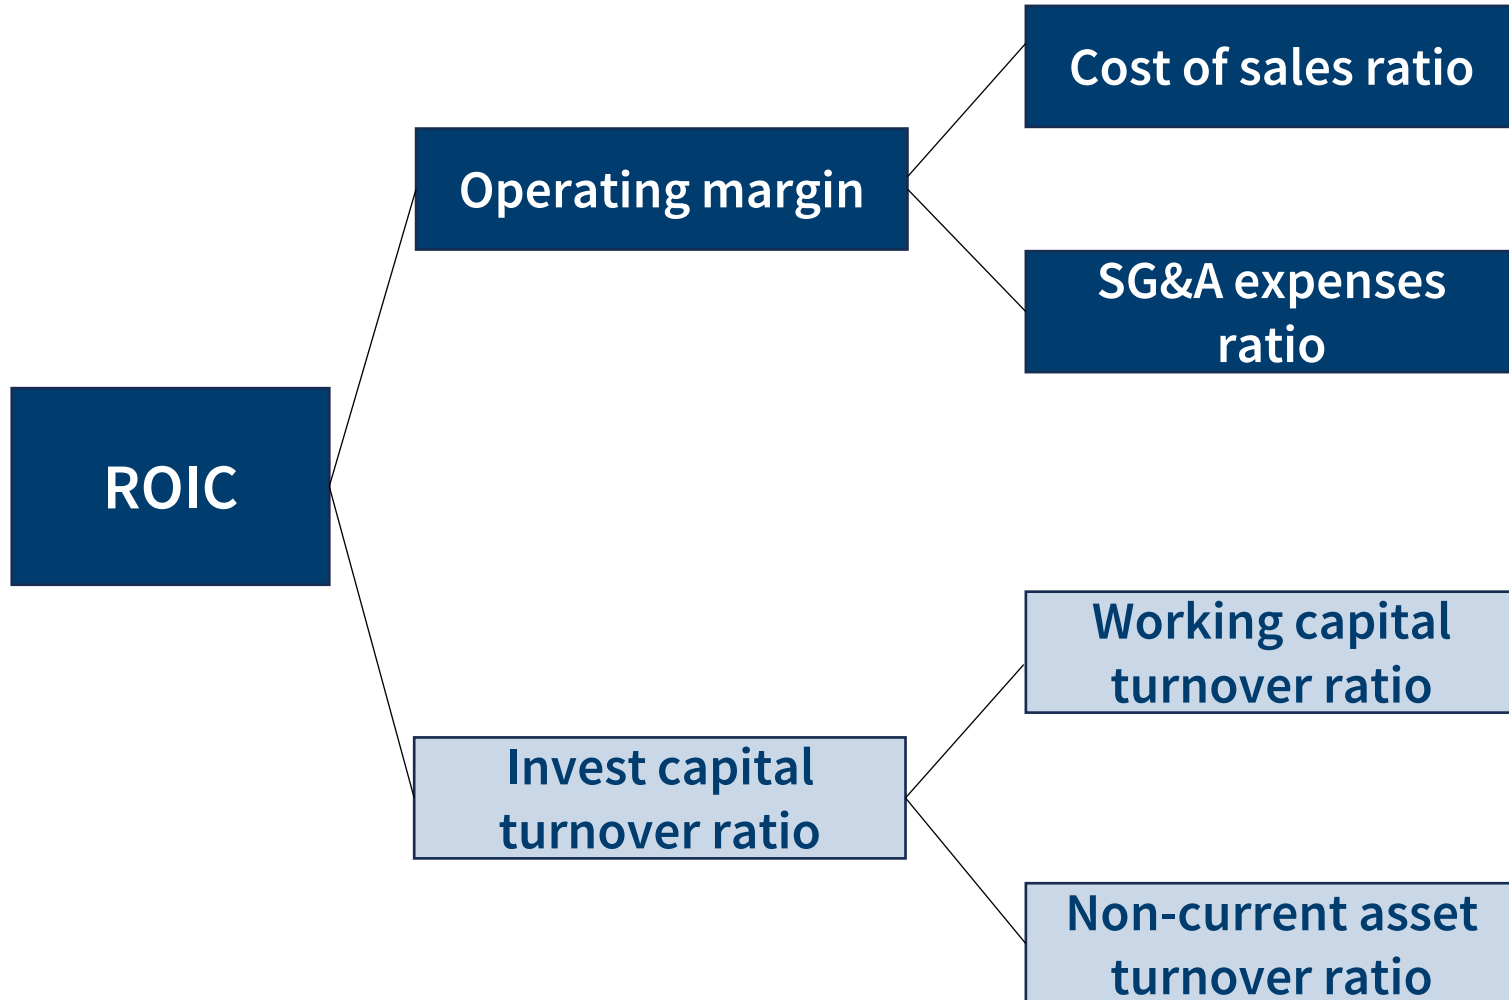 Cost of sales ratio
Operating margin
SG&A expenses
ratio
ROIC
Working capital
turnover ratio
Invest capital
turnover ratio
Non-current asset
turnover ratio